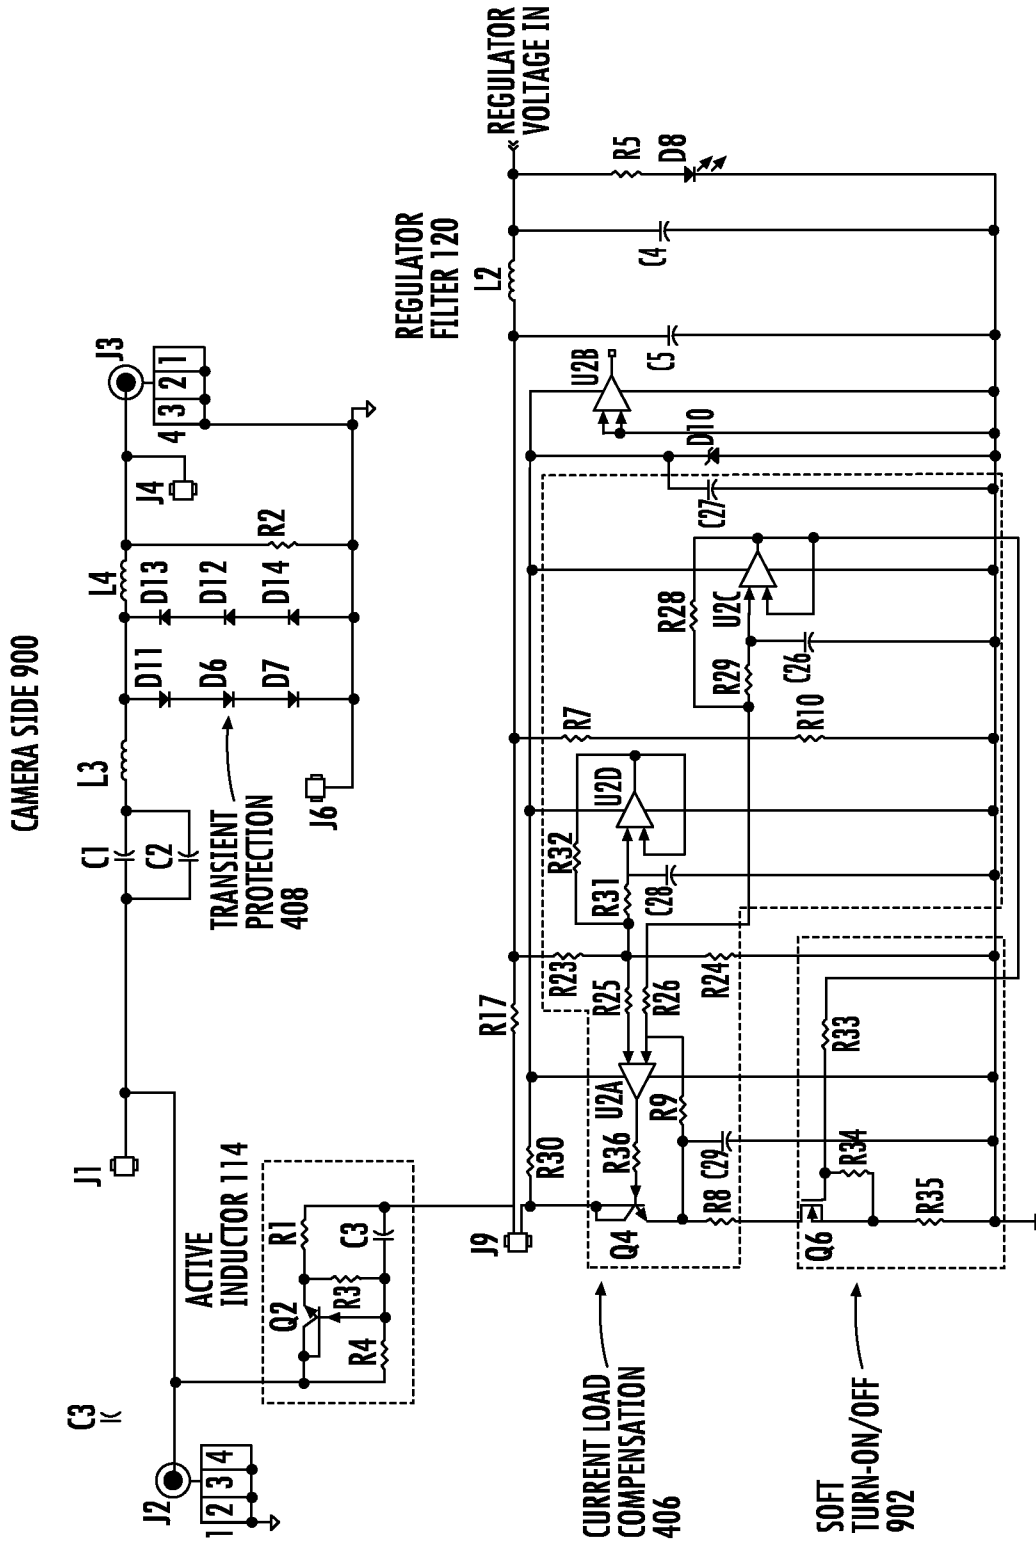 CAMERA SIDE 900
J2
1 2 3 4
C3
J1
C1
C2
L3
L4
D11
D6
D7
D13
D12
D14
R2
J4
J3
4 3 2 1
J6
TRANSIENT
PROTECTION
408
ACTIVE
INDUCTOR 114
Q2
R1
R3
R4
C3
REGULATOR
FILTER 120
REGULATOR
VOLTAGE IN
J9
R17
L2
R30
R36
U2A
R9
R25
R26
R23
R24
R31
R32
C28
U2D
R7
R10
R29
R28
C26
U2C
C27
D10
U2B
C5
C4
R5
D8
Q4
R8
C29
CURRENT LOAD
COMPENSATION
406
Q6
R33
R34
R35
SOFT
TURN-ON/OFF
902